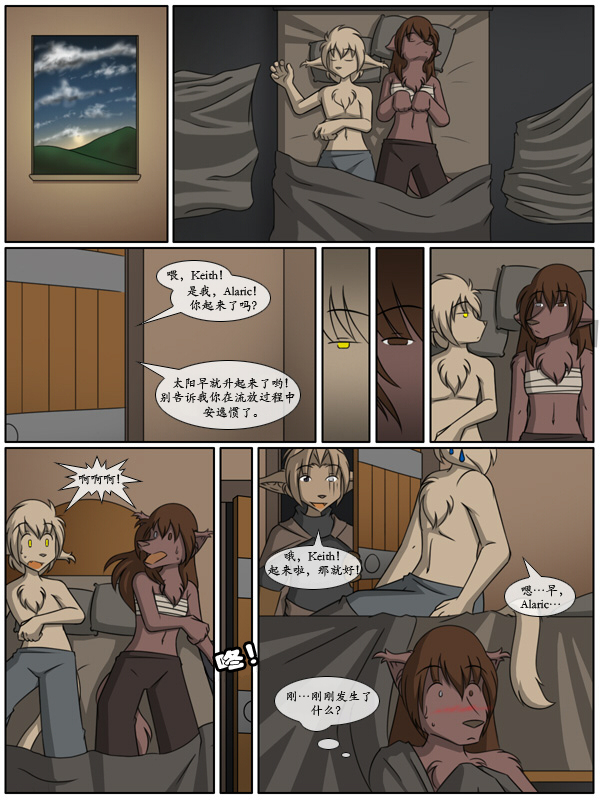 喂，Keith！
是我，Alaric！
你起来了吗？
太阳早就升起来了哟！
别告诉我你在流放过程中
安逸惯了。
啊啊啊！
咚！
哦，Keith！
起来啦，那就好！
嗯…早，
Alaric…
刚…刚刚发生了
什么？